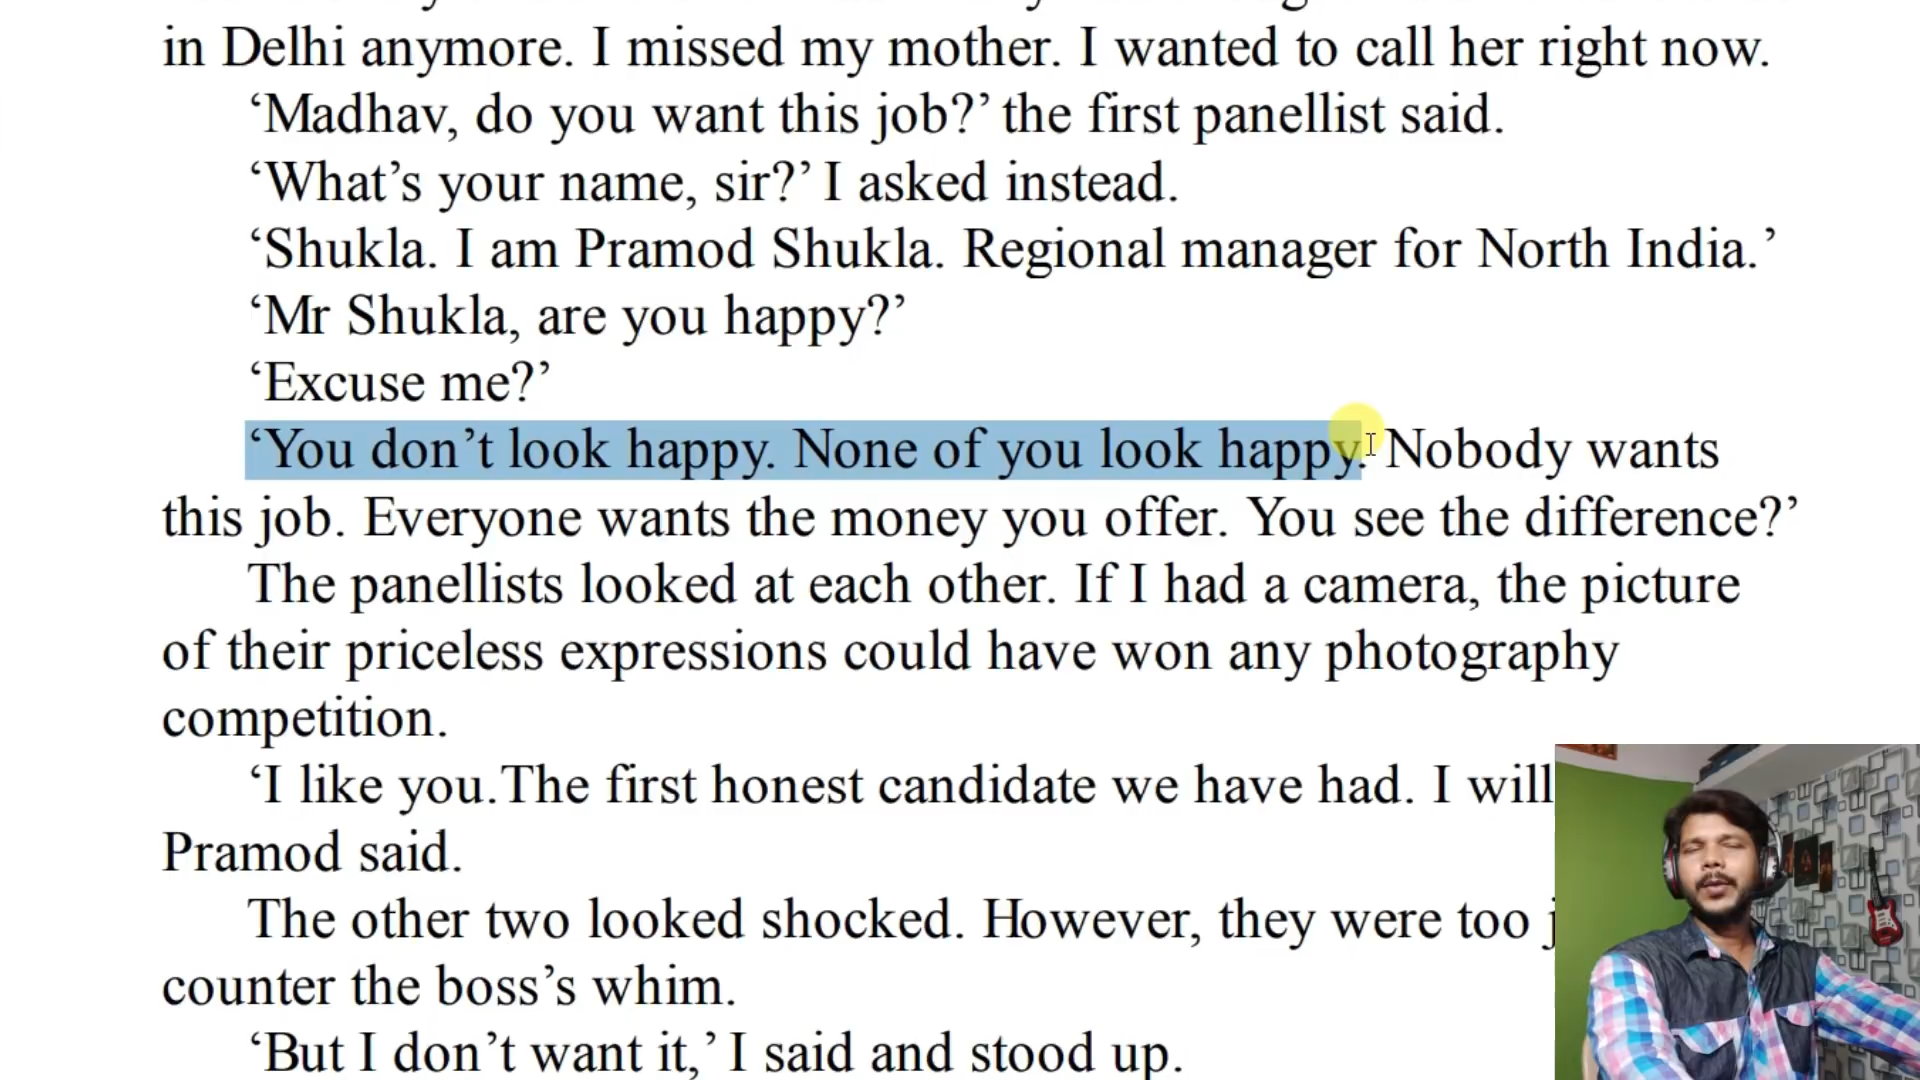 in Delhi anymore. I missed my mother. I wanted to call her right now.
‘Madhav, do you want this job?’ the first panellist said.
‘What’s your name, sir?’ I asked instead.
‘Shukla. I am Pramod Shukla. Regional manager for North India.’
‘Mr Shukla, are you happy?’
‘Excuse me?’
‘You don’t look happy. None of you look happy. Nobody wants
this job. Everyone wants the money you offer. You see the difference?’
The panellists looked at each other. If I had a camera, the picture
of their priceless expressions could have won any photography
competition.
‘I like you.The first honest candidate we have had. I will
Pramod said.
The other two looked shocked. However, they were too
counter the boss’s whim.
‘But I don’t want it,’ I said and stood up.